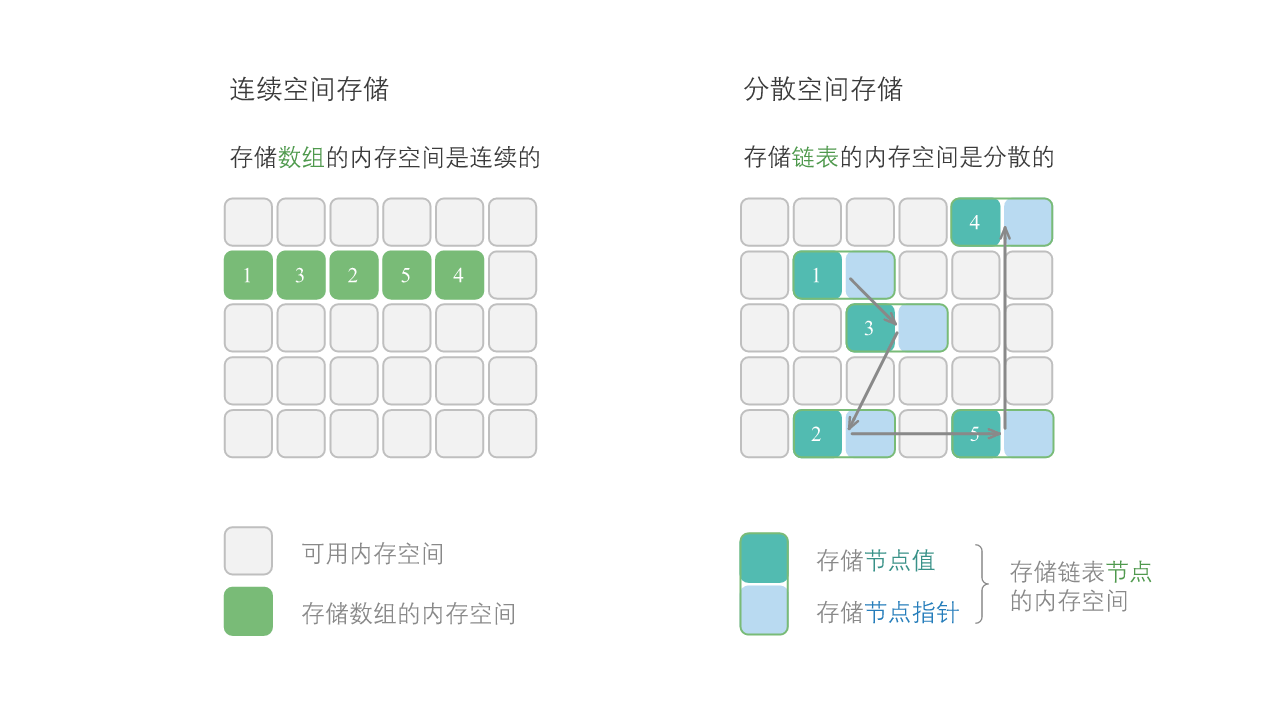 连续空间存储
存储数组的内存空间是连续的
1 3 2 5 4
可用内存空间
存储数组的内存空间
分散空间存储
存储链表的内存空间是分散的
4
1
3
2 5
存储节点值
存储节点指针
存储链表节点
的内存空间